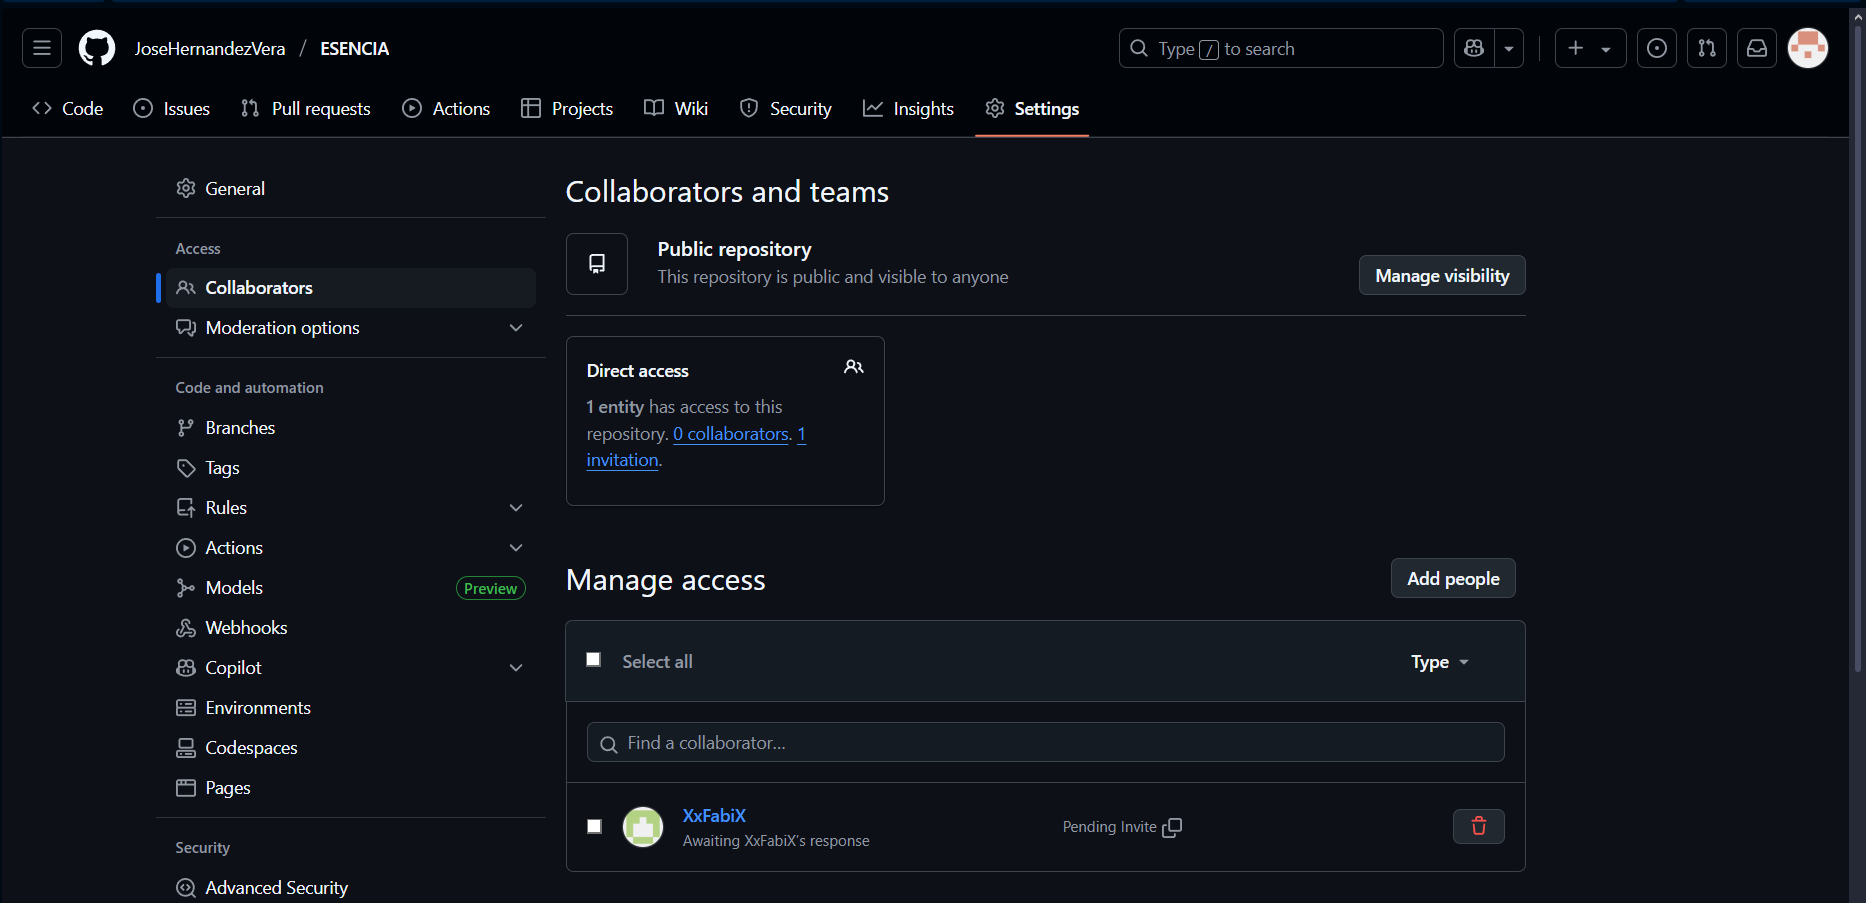 JoseHernandezVera / ESENCIA
Type / to search
Code
Issues
Pull requests
Actions
Projects
Wiki
Security
Insights
Settings
General
Access
Collaborators
Moderation options
Code and automation
Branches
Tags
Rules
Actions
Models
Preview
Webhooks
Copilot
Environments
Codespaces
Pages
Security
Advanced Security
Collaborators and teams
Public repository
This repository is public and visible to anyone
Manage visibility
Direct access
1 entity has access to this
repository. 0 collaborators. 1
invitation.
Manage access
Add people
Select all
Type
Find a collaborator...
XxFabiX
Awaiting XxFabiX's response
Pending Invite